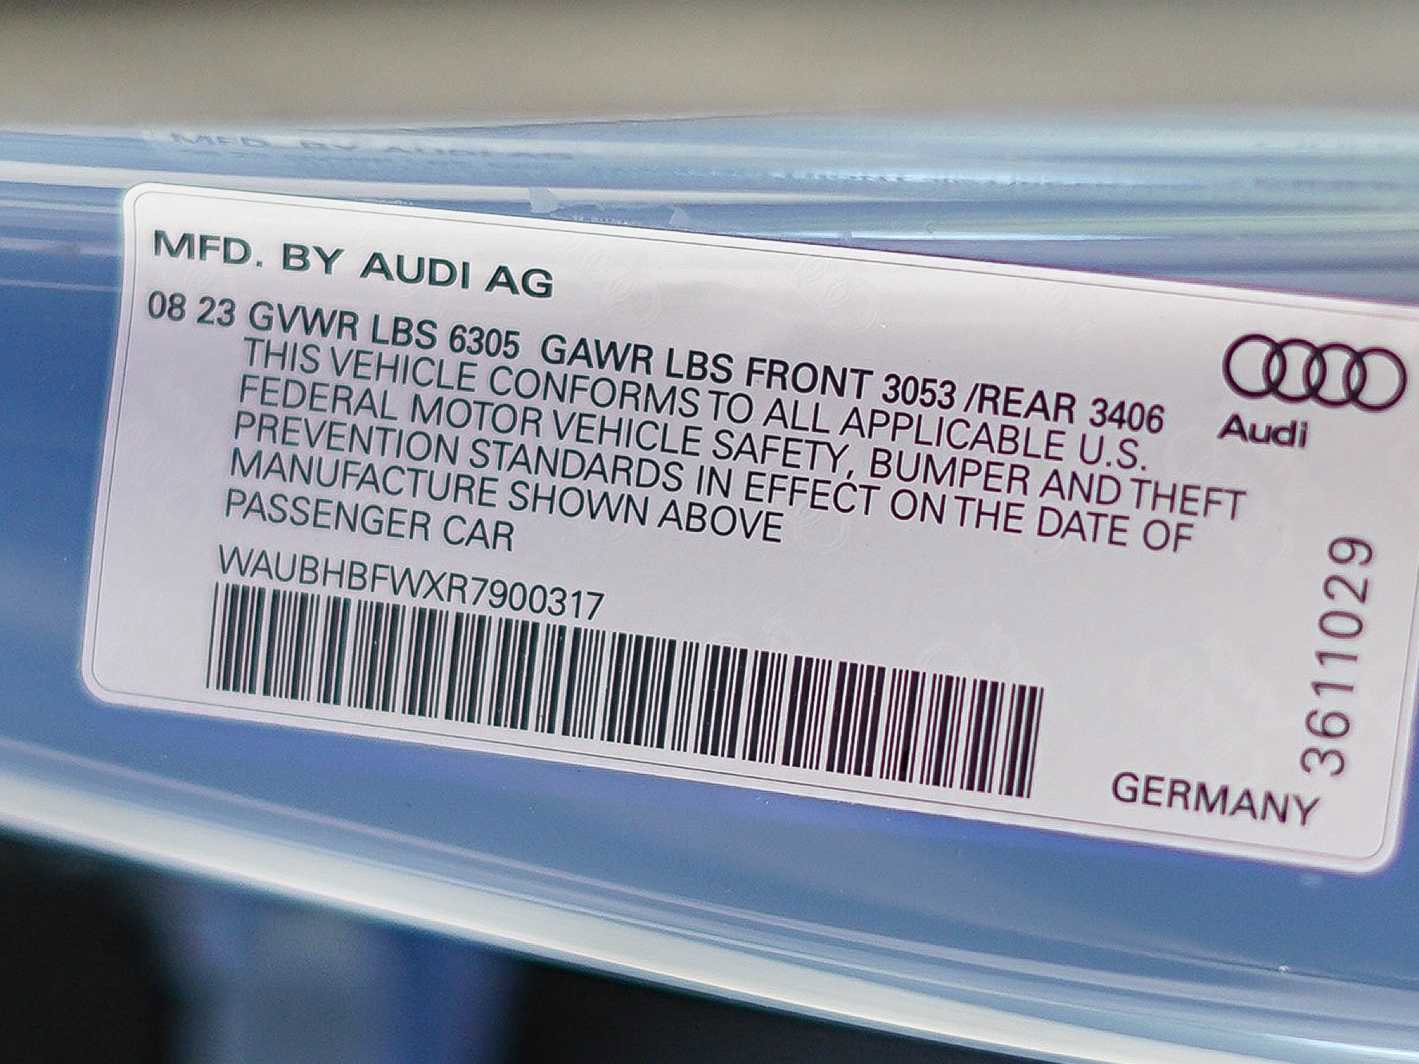 MFD. BY AUDI AG
08 23 GVWR LBS 6305 GAWR LBS FRONT 3053 /REAR 3406
THIS VEHICLE CONFORMS TO ALL APPLICABLE U.S.
FEDERAL MOTOR VEHICLE SAFETY, BUMPER AND THEFT
PREVENTION STANDARDS IN EFFECT ON THE DATE OF
MANUFACTURE SHOWN ABOVE
PASSENGER CAR
WAUBHBFWXR7900317
Audi
3611029
GERMANY